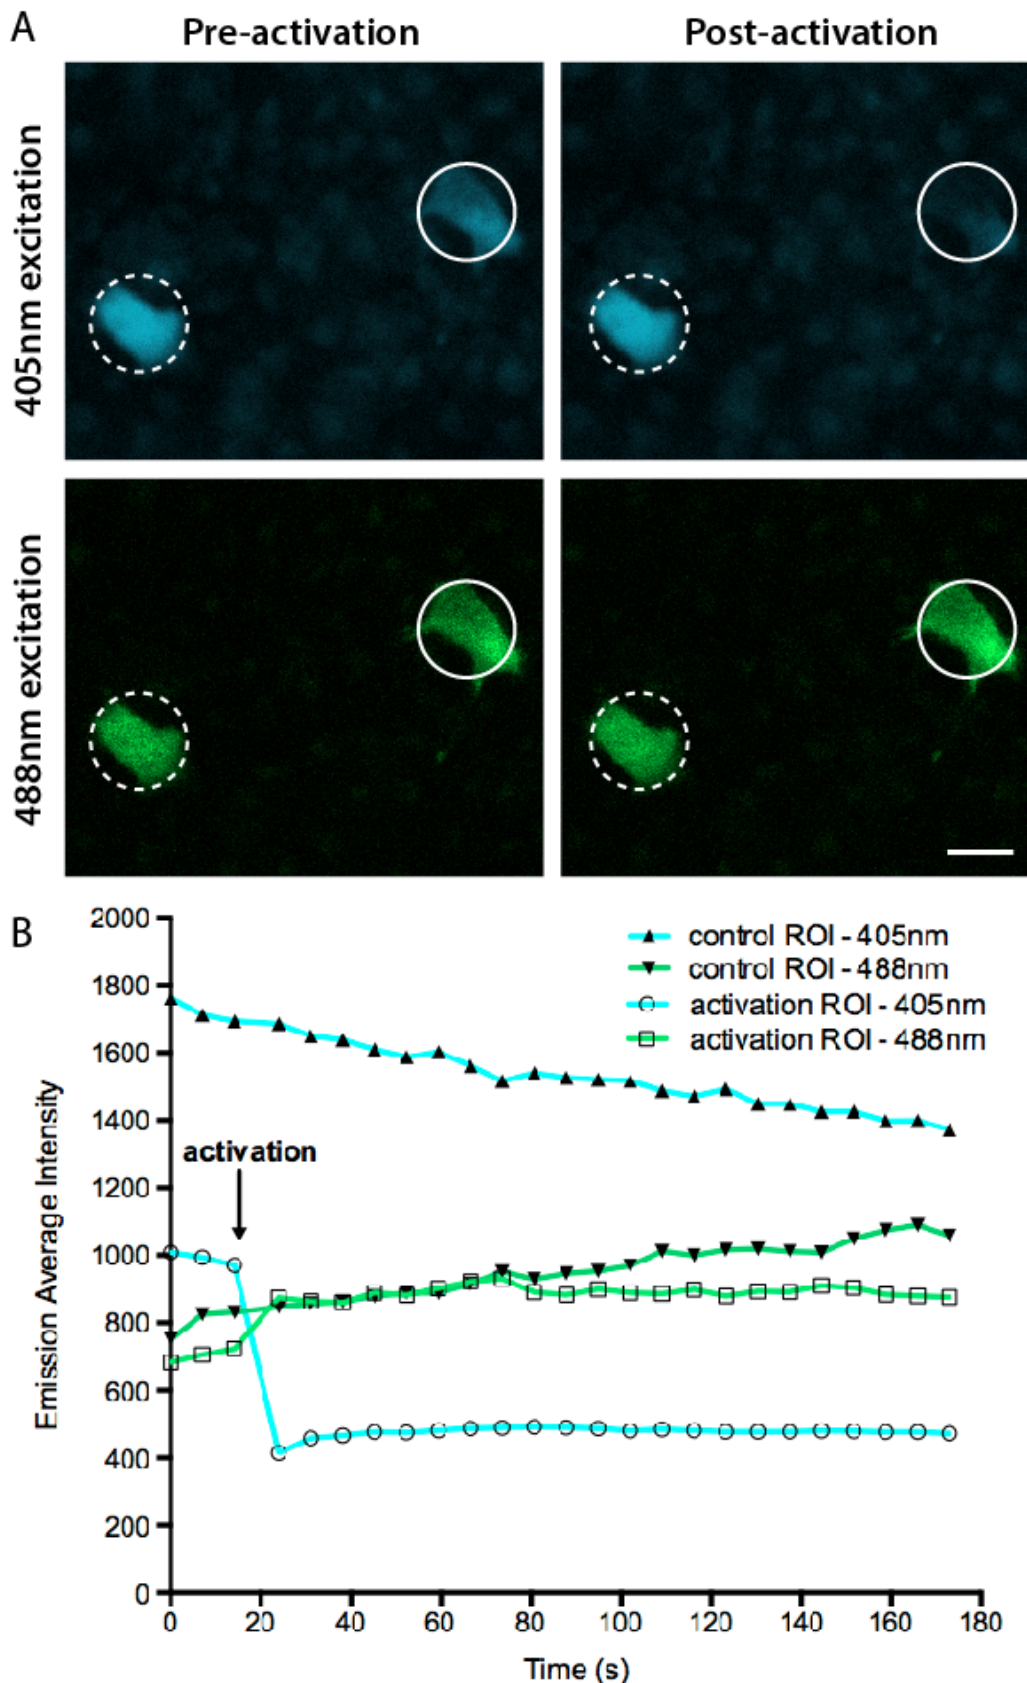 A
Pre-activation
Post-activation
405nm excitation
488nm excitation
B
2000
1800
1600
1400
1200
1000
800
600
400
200
0
Emission Average Intensity
control ROI - 405nm
control ROI - 488nm
activation ROI - 405nm
activation ROI - 488nm
activation
0 20 40 60 80 100 120 140 160 180
Time (s)